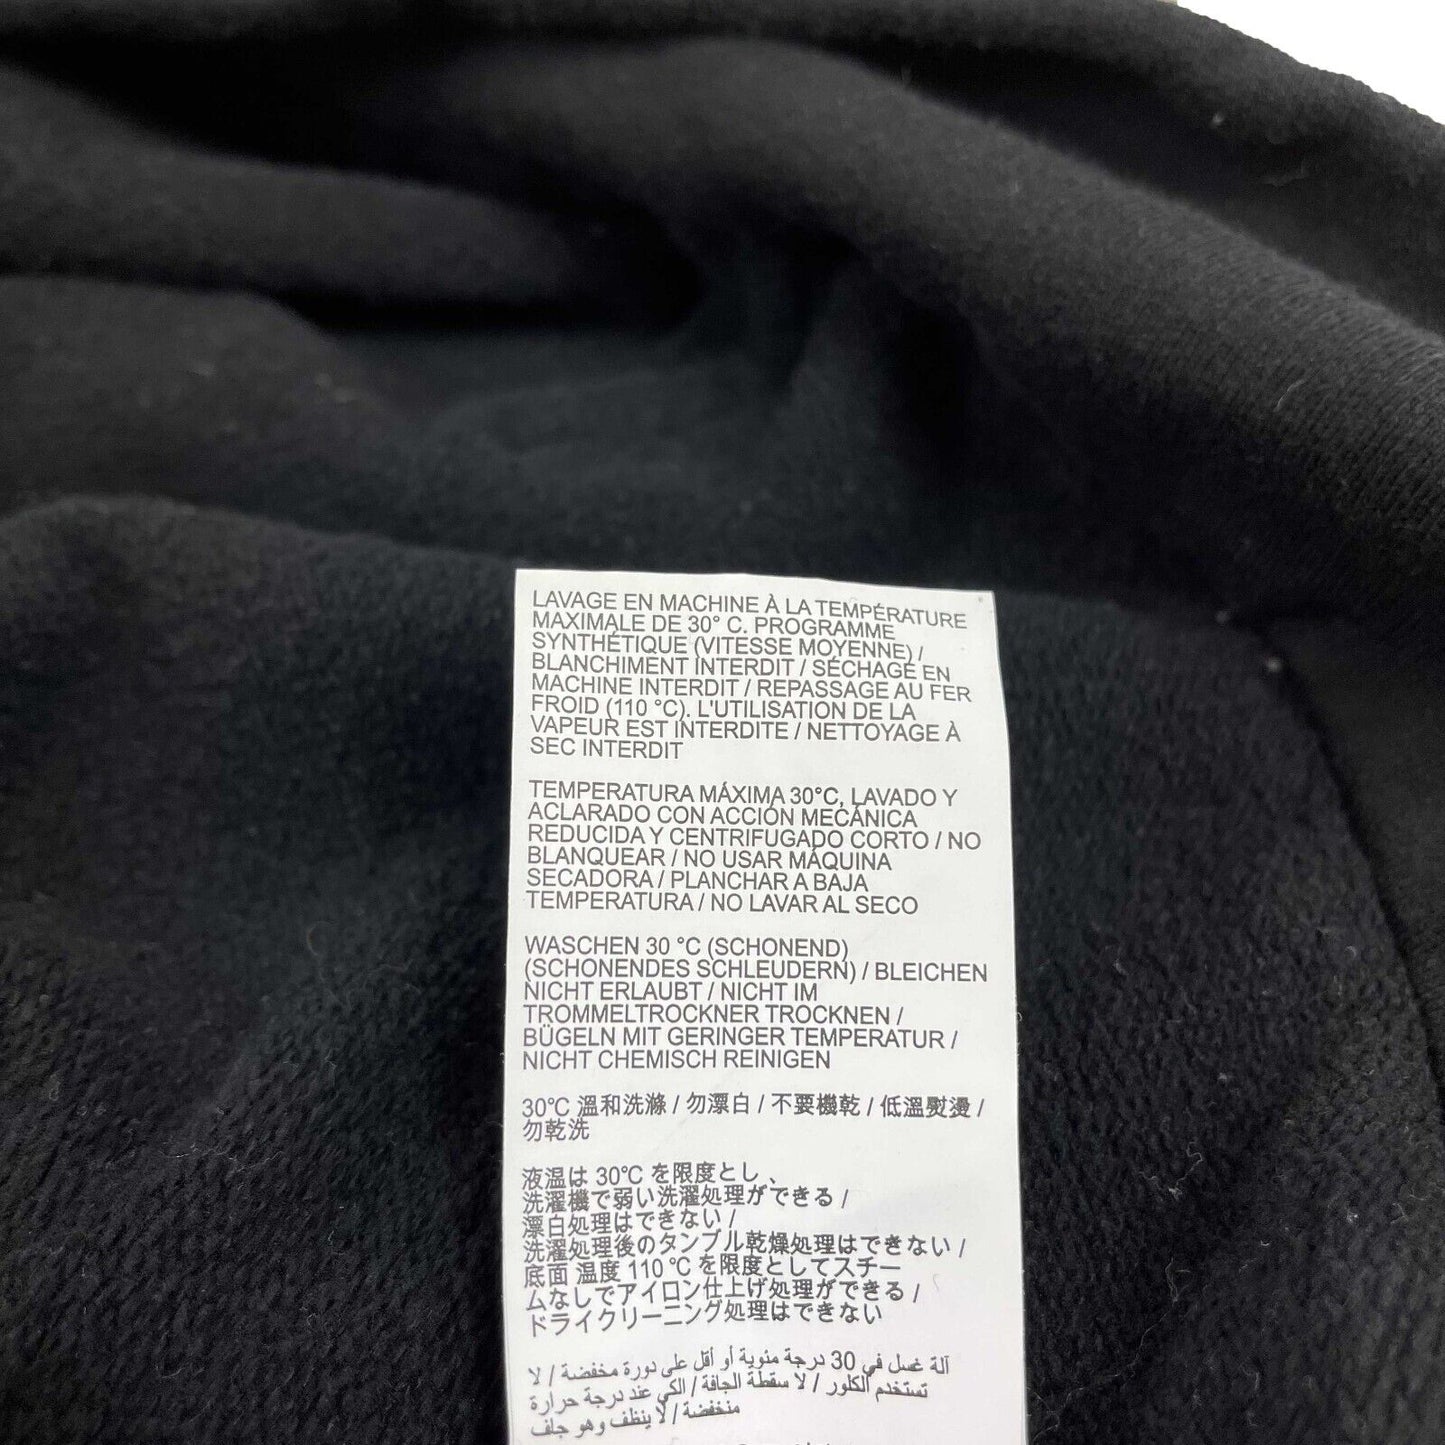 LAVAGE EN MACHINE À LA TEMPÉRATURE
MAXIMALE DE 30° C. PROGRAMME
SYNTHÉTIQUE (VITESSE MOYENNE) /
BLANCHIMENT INTERDIT / SÉCHAGE EN
MACHINE INTERDIT / REPASSAGE AU FER
FROID (110 °C). L'UTILISATION DE LA
VAPEUR EST INTERDITE / NETTOYAGE À
SEC INTERDIT
TEMPERATURA MÁXIMA 30°C, LAVADO Y
ACLARADO CON ACCIÓN MECÁNICA
REDUCIDA Y CENTRIFUGADO CORTO / NO
BLANQUEAR / NO USAR MÁQUINA
SECADORA / PLANCHAR A BAJA
TEMPERATURA / NO LAVAR AL SECO
WASCHEN 30 °C (SCHONEND)
(SCHONENDES SCHLEUDERN) / BLEICHEN
NICHT ERLAUBT / NICHT IM
TROMMELTROCKNER TROCKNEN /
BÜGELN MIT GERINGER TEMPERATUR /
NICHT CHEMISCH REINIGEN
30°C 溫和洗滌 / 勿漂白 / 不要機乾 / 低溫熨燙 /
勿乾洗
液温は 30℃ を限度とし、
洗濯機で弱い洗濯処理ができる /
漂白処理はできない /
洗濯処理後のタンブル乾燥処理はできない /
底面 温度 110 ℃ を限度としてスチー
ムなしでアイロン仕上げ処理ができる /
ドライクリーニング処理はできない
آلة غسل في 30 درجة مئوية أو أقل على دورة مخفضة / لا
تستخدم الكلور / لا سقطة الجافة / الكي عند درجة حرارة
منخفضة / لا ينظف وهو جاف